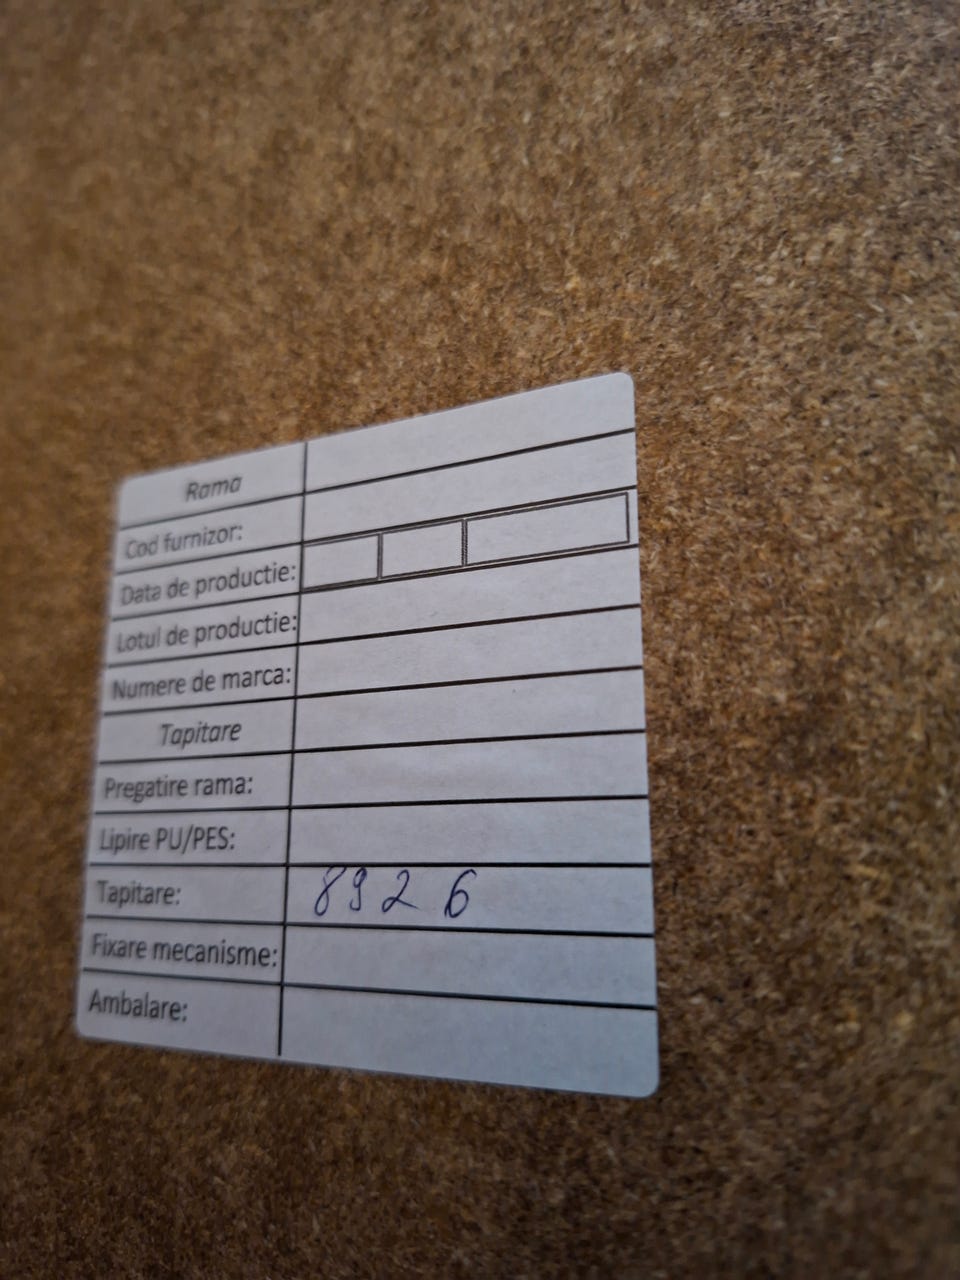 Rama
Cod furnizor:
Data de productie:
Lotul de productie:
Numere de marca:
Tapitare
Pregatire rama:
Lipire PU/PES:
Tapitare: 8926
Fixare mecanisme:
Ambalare: